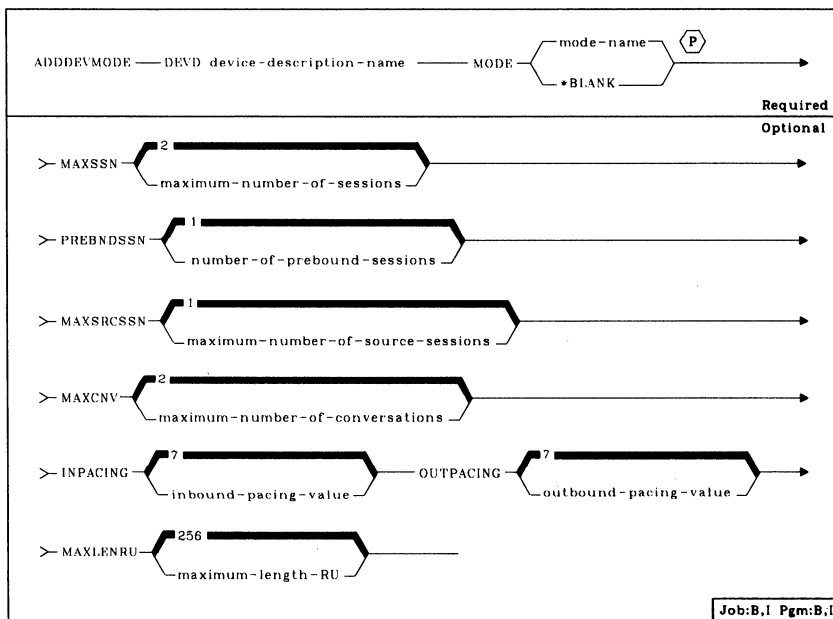 mode-name P
ADDDEVMODE DEVD device-description-name MODE
*BLANK
Required
Optional
2
MAXSSN
maximum-number-of-sessions
1
PREBNDSSN
number-of-prebound-sessions
1
MAXSRCSSN
maximum-number-of-source-sessions
2
MAXCNV
maximum-number-of-conversations
7 7
INPACING OUTPACING
inbound-pacing-value outbound-pacing-value
256
MAXLENRU
maximum-length-RU
Job:B,I Pgm:B,I